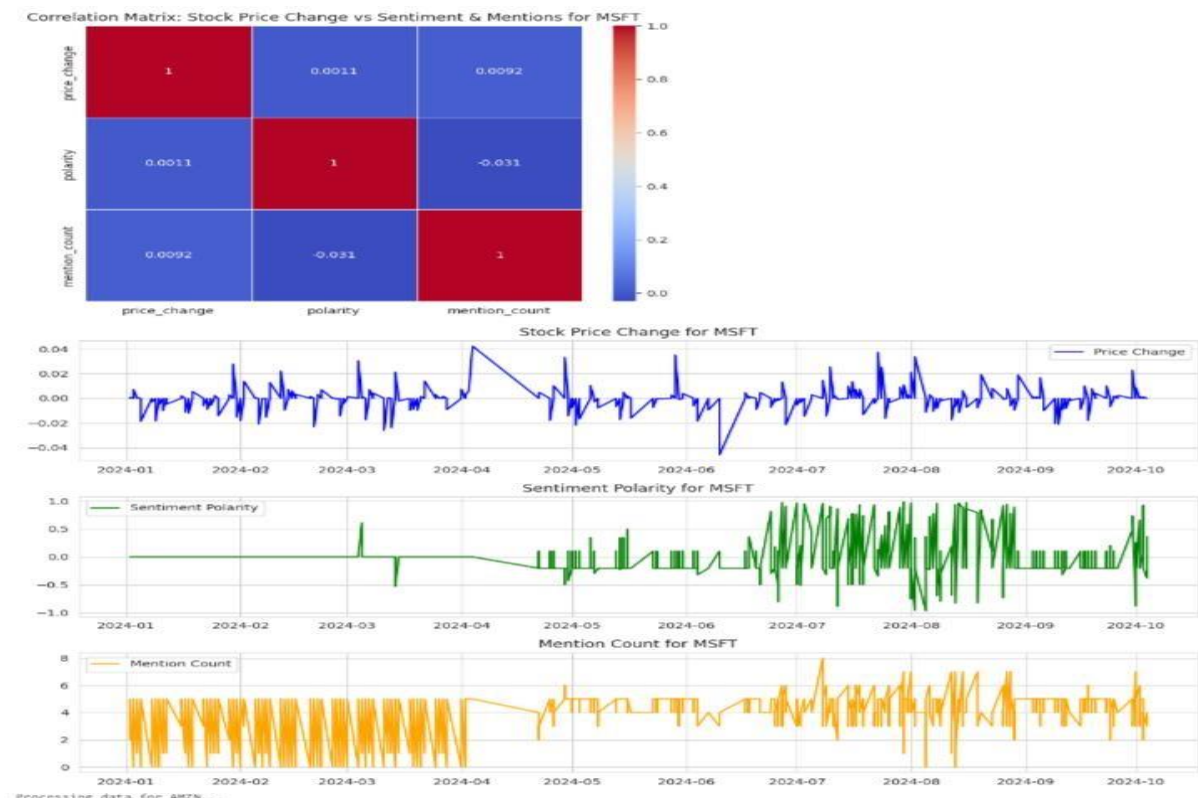 Correlation Matrix: Stock Price Change vs Sentiment & Mentions for MSFT
1.0
0.8
0.6
0.4
0.2
0.0
price_change
1 0.0011 0.0092
polarity
0.0011 1 -0.031
mention_count
0.0092 -0.031 1
price_change polarity mention_count
Stock Price Change for MSFT
Price Change
0.04
0.02
0.00
−0.02
−0.04
2024-01 2024-02 2024-03 2024-04 2024-05 2024-06 2024-07 2024-08 2024-09 2024-10
Sentiment Polarity for MSFT
Sentiment Polarity
1.0
0.5
0.0
−0.5
−1.0
2024-01 2024-02 2024-03 2024-04 2024-05 2024-06 2024-07 2024-08 2024-09 2024-10
Mention Count for MSFT
Mention Count
8
6
4
2
0
2024-01 2024-02 2024-03 2024-04 2024-05 2024-06 2024-07 2024-08 2024-09 2024-10
Processing data for